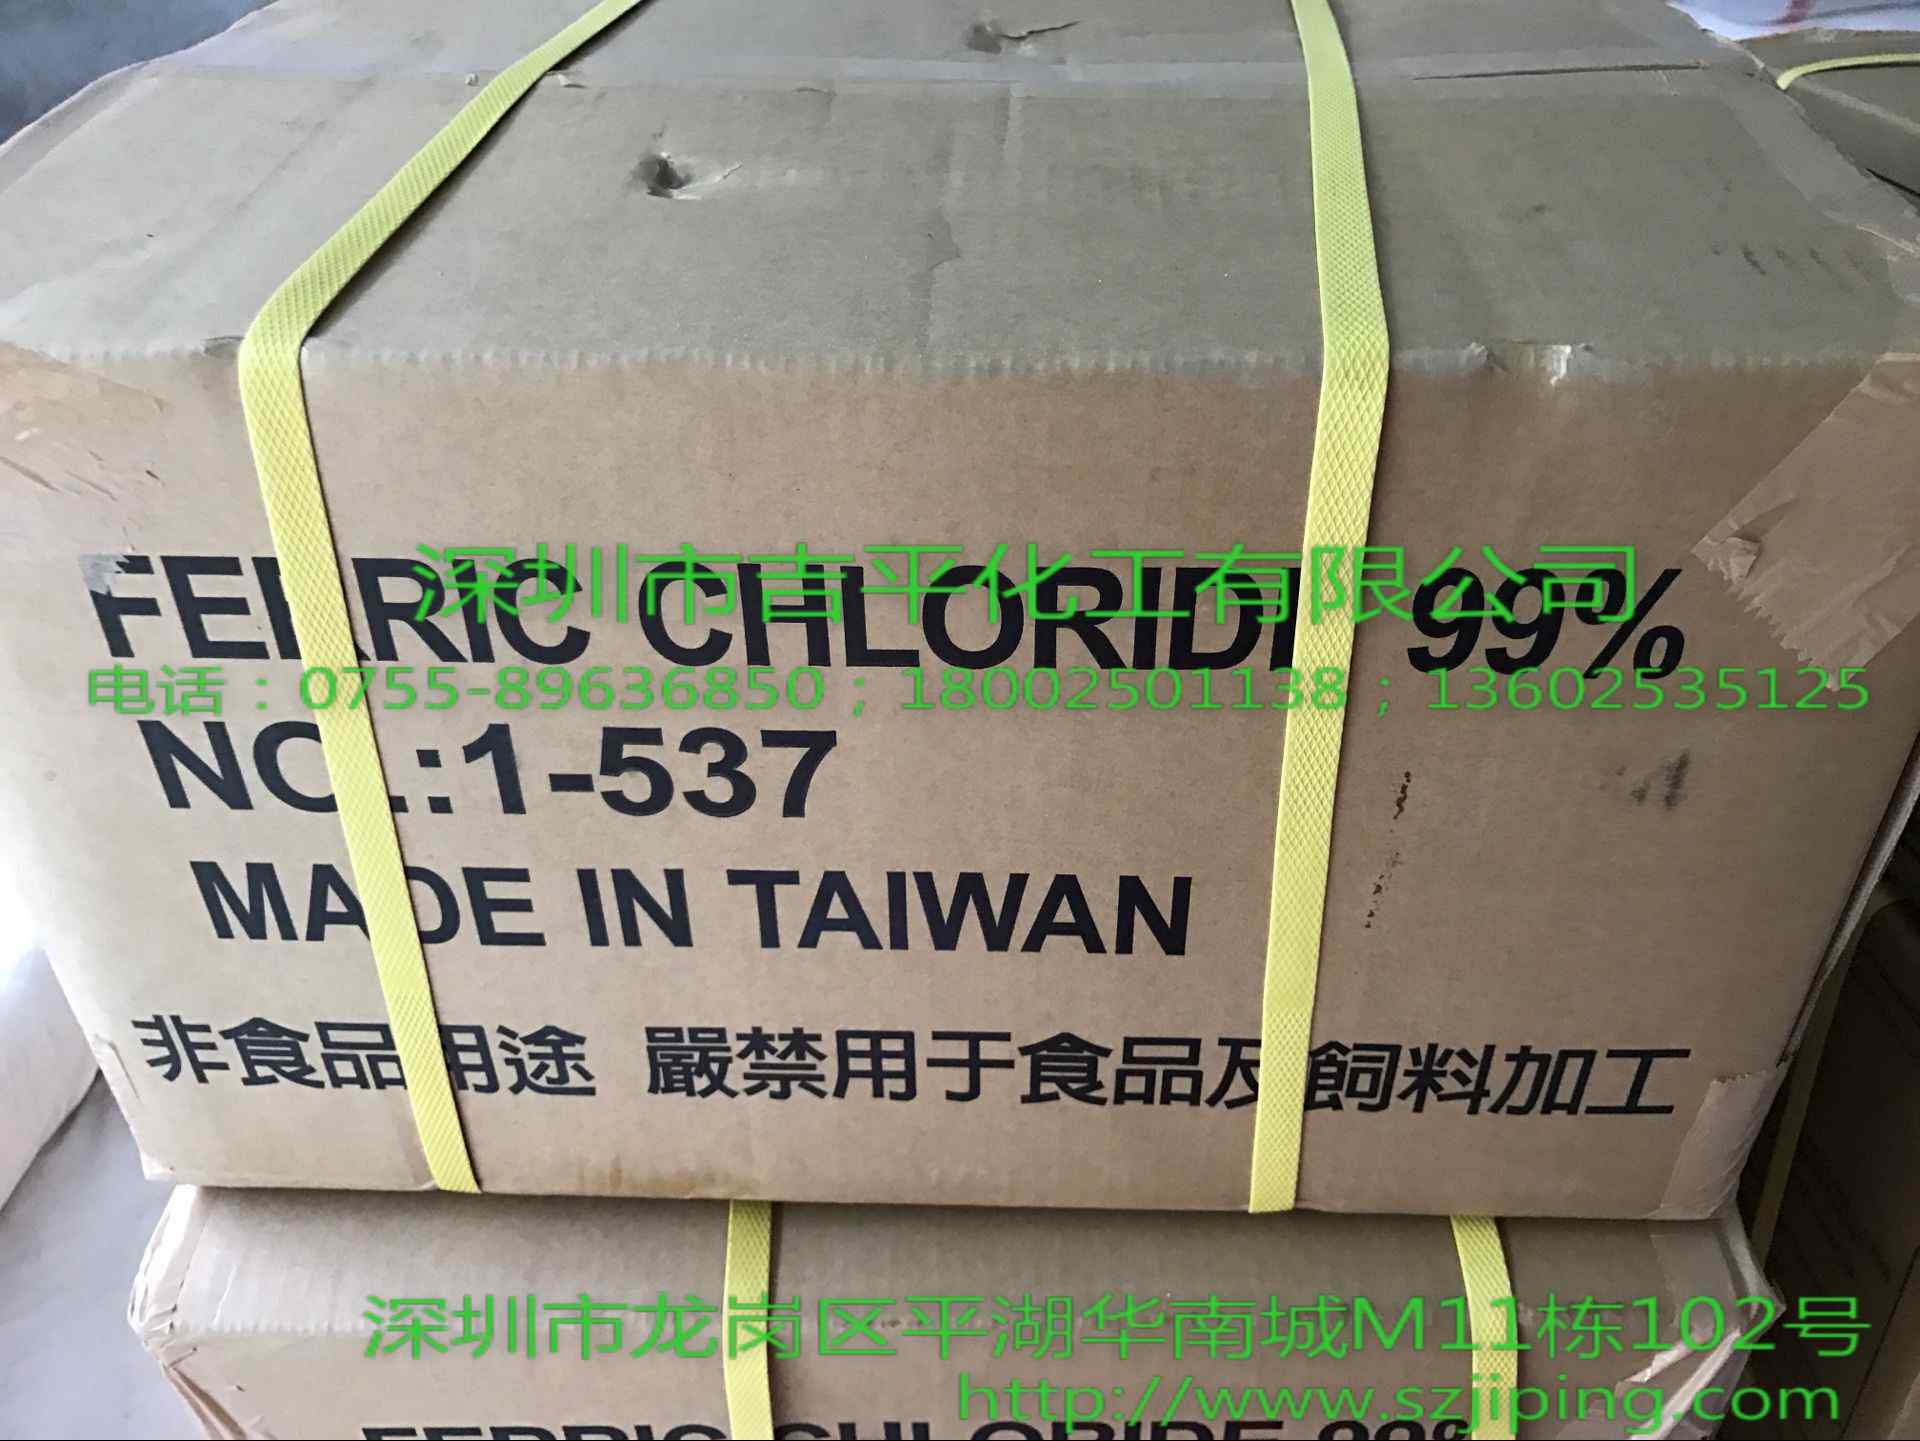 深圳市吉平化工有限公司
FERRIC CHLORIDE 99%
电话：0755-89636850；18002501138；13602535125
NO.:1-537
MADE IN TAIWAN
非食品用途 嚴禁用于食品及飼料加工
深圳市龙岗区平湖华南城M11栋102号
http://www.szjiping.com
FERRIC CHLORIDE 99%